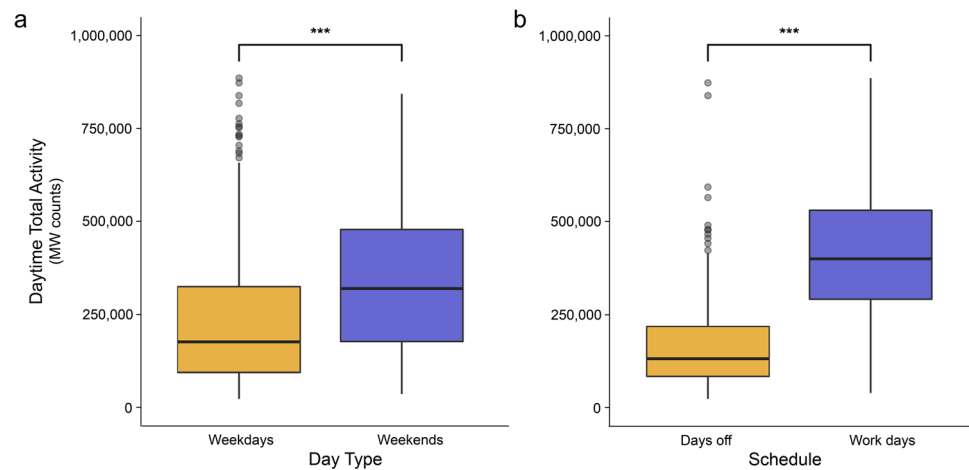 a
1,000,000
750,000
500,000
250,000
0
Daytime Total Activity
(MW counts)
***
Weekdays
Weekends
Day Type
b
1,000,000
750,000
500,000
250,000
0
***
Days off
Work days
Schedule